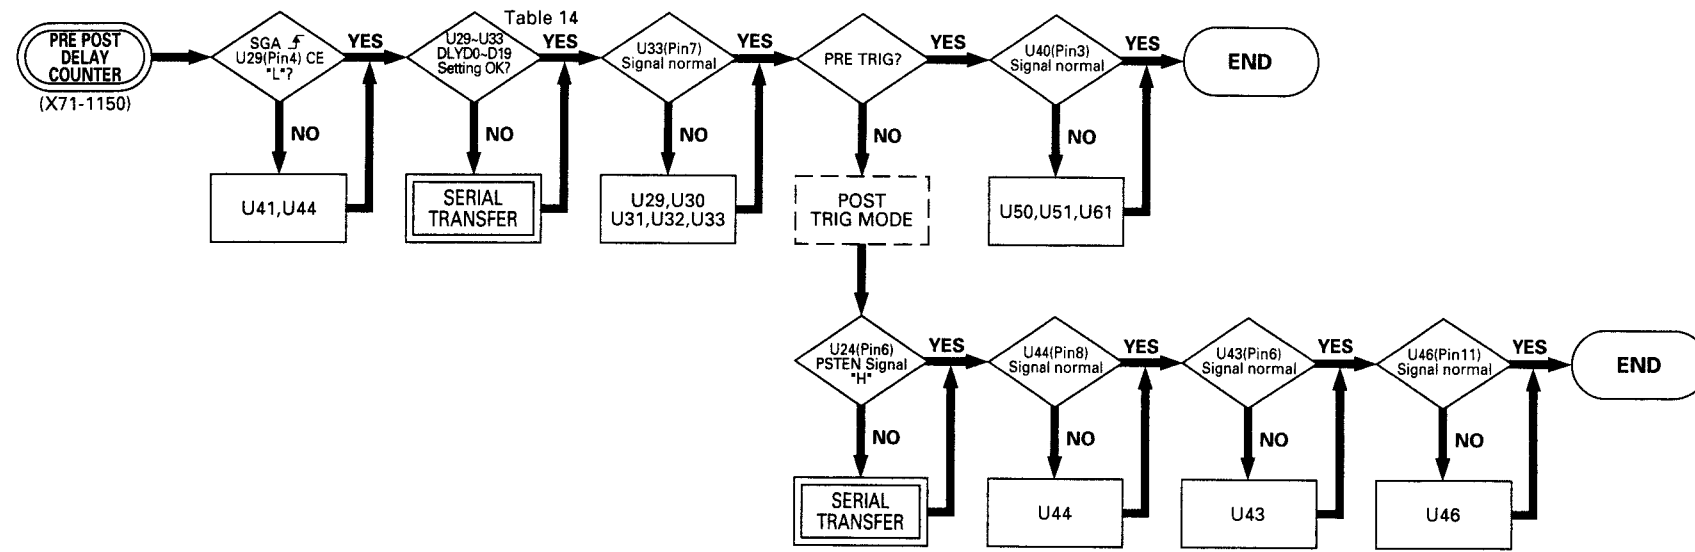 Table 14
PRE POST
DELAY
COUNTER
(X71-1150)
SGA
U29(Pin4) CE
"L"?
YES
NO
U41,U44
U29~U33
DLYD0~D19
Setting OK?
YES
NO
SERIAL
TRANSFER
U33(Pin7)
Signal normal
YES
NO
U29,U30
U31,U32,U33
PRE TRIG?
YES
NO
POST
TRIG MODE
U40(Pin3)
Signal normal
YES
NO
U50,U51,U61
END
U24(Pin6)
PSTEN Signal
"H"
YES
NO
SERIAL
TRANSFER
U44(Pin8)
Signal normal
YES
NO
U44
U43(Pin6)
Signal normal
YES
NO
U43
U46(Pin11)
Signal normal
YES
NO
U46
END